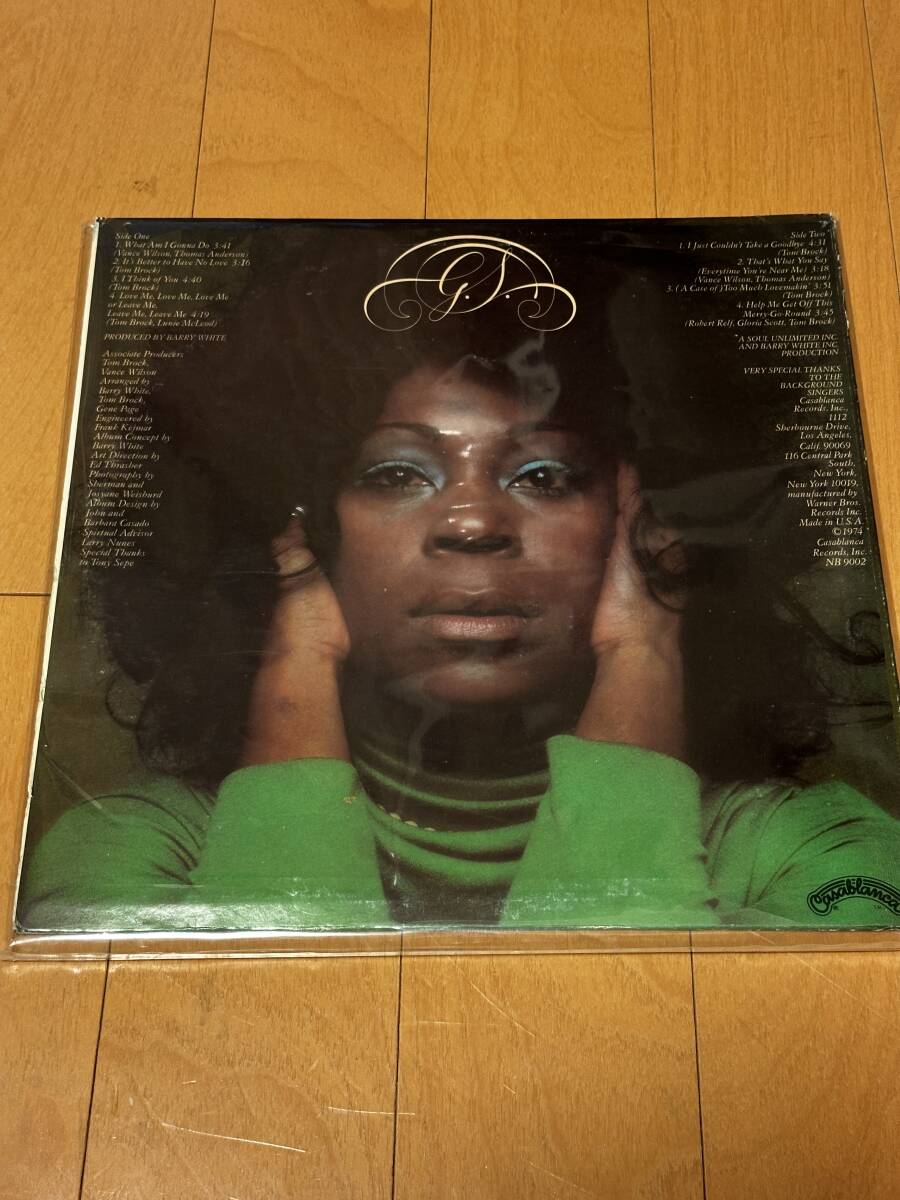 Side One
1. What Am I Gonna Do 3:41
(Vance Wilson, Thomas Anderson)
2. It's Better to Have No Love 3:16
(Tom Brock)
3. I Think of You 4:40
(Tom Brock)
4. Love Me, Love Me, Love Me
or Leave Me,
Leave Me, Leave Me 4:19
(Tom Brock, Lunie McLeod)
PRODUCED BY BARRY WHITE
Associate Producers
Tom Brock,
Vance Wilson
Arranged by
Barry White,
Tom Brock,
Gene Page
Engineered by
Frank Kejmar
Album Concept by
Barry White
Art Direction by
Ed Thrasher
Photography by
Sherman and
Josyane Weisburd
Album Design by
John and
Barbara Casado
Spiritual Advisor
Larry Nunes
Special Thanks
to Tony Sepe
G.S.
Side Two
1. I Just Couldn't Take a Goodbye 4:31
(Tom Brock)
2. That's What You Say
(Everytime You're Near Me) 3:18
(Vance Wilson, Thomas Anderson)
3. (A Case of) Too Much Lovemakin' 3:51
(Tom Brock)
4. Help Me Get Off This
Merry-Go-Round 3:45
(Robert Relf, Gloria Scott, Tom Brock)
"A SOUL UNLIMITED INC.
AND BARRY WHITE INC.
PRODUCTION
VERY SPECIAL THANKS
TO THE
BACKGROUND
SINGERS
Casablanca
Records, Inc.,
1112
Sherbourne Drive,
Los Angeles,
Calif. 90069
116 Central Park
South,
New York,
New York 10019,
manufactured by
Warner Bros.
Records Inc.
Made in U.S.A.
©1974
Casablanca
Records, Inc.
NB 9002
Casablanca